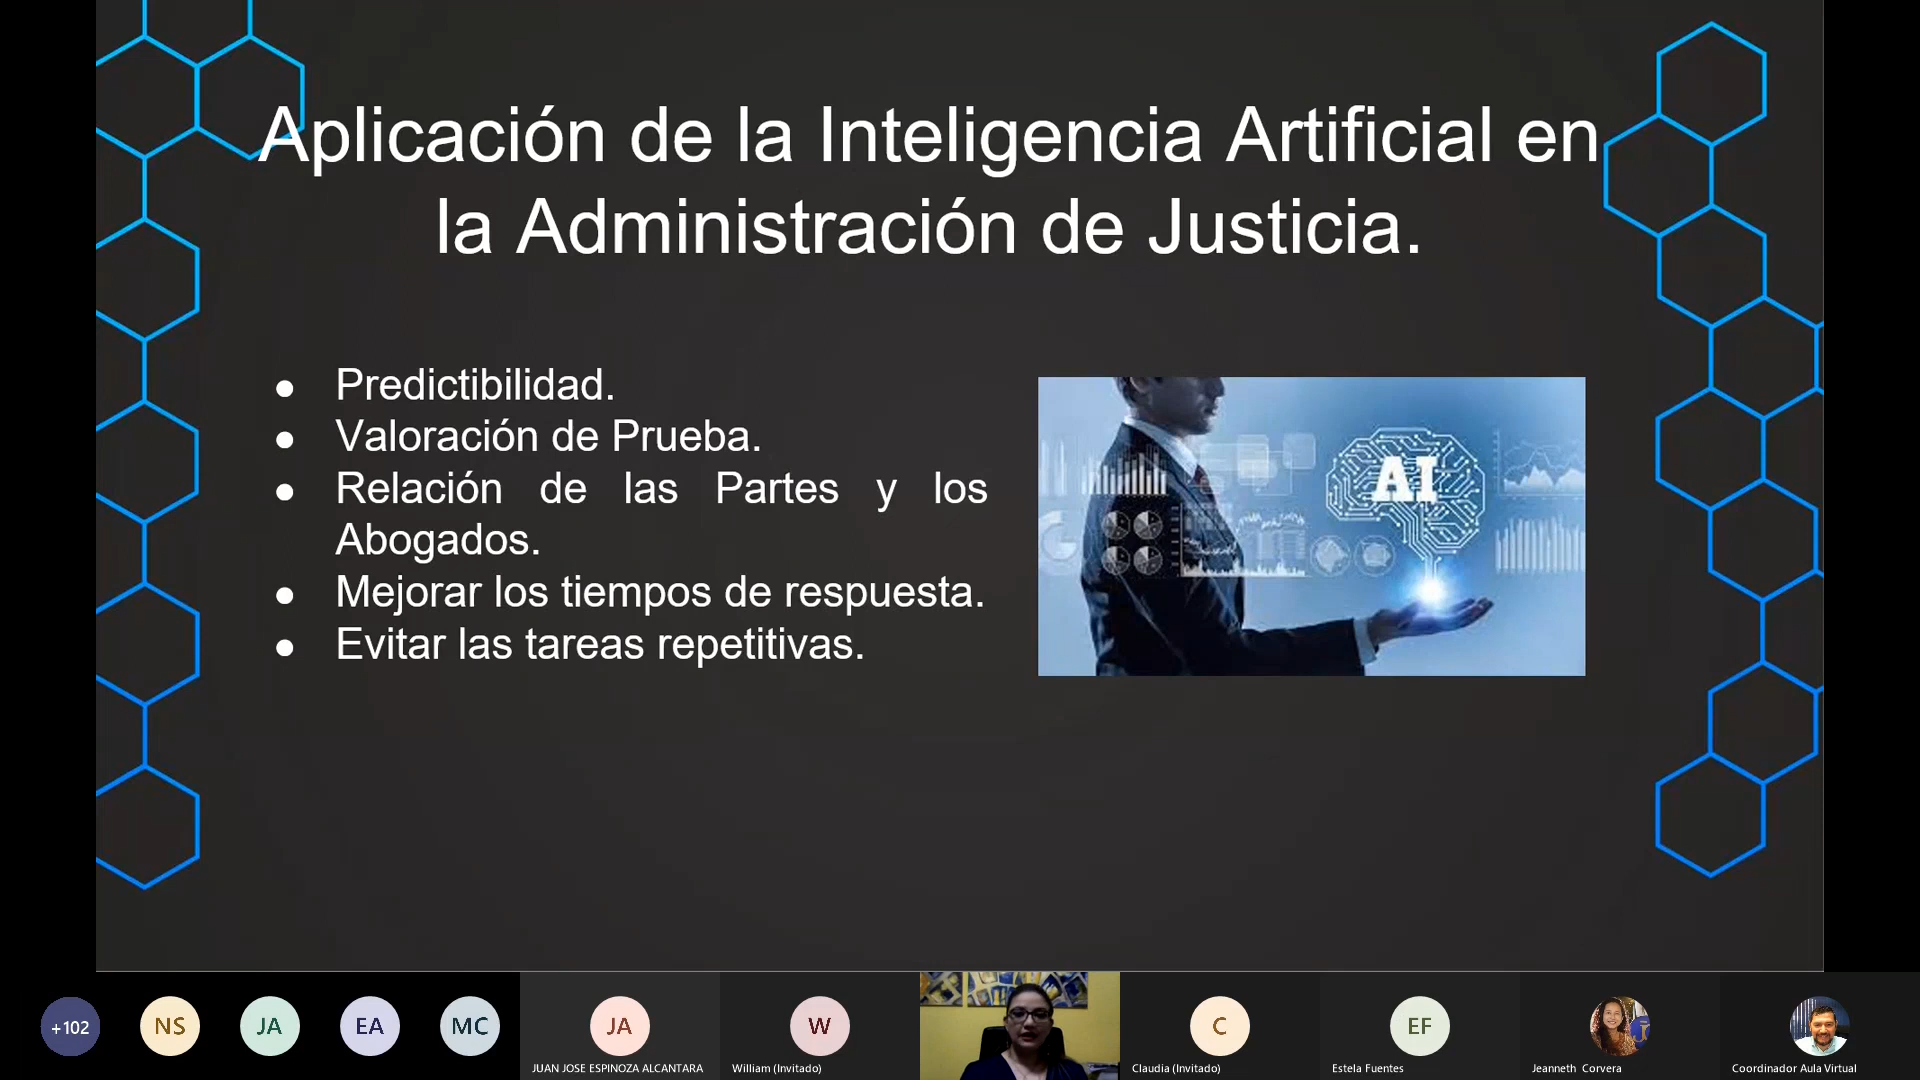 Aplicación de la Inteligencia Artificial en
la Administración de Justicia.
● Predictibilidad.
● Valoración de Prueba.
● Relación de las Partes y los
Abogados.
● Mejorar los tiempos de respuesta.
● Evitar las tareas repetitivas.
AI
+102
NS
JA
EA
MC
JA
JUAN JOSE ESPINOZA ALCANTARA
W
William (Invitado)
C
Claudia (Invitado)
EF
Estela Fuentes
Jeanneth Corvera
Coordinador Aula Virtual